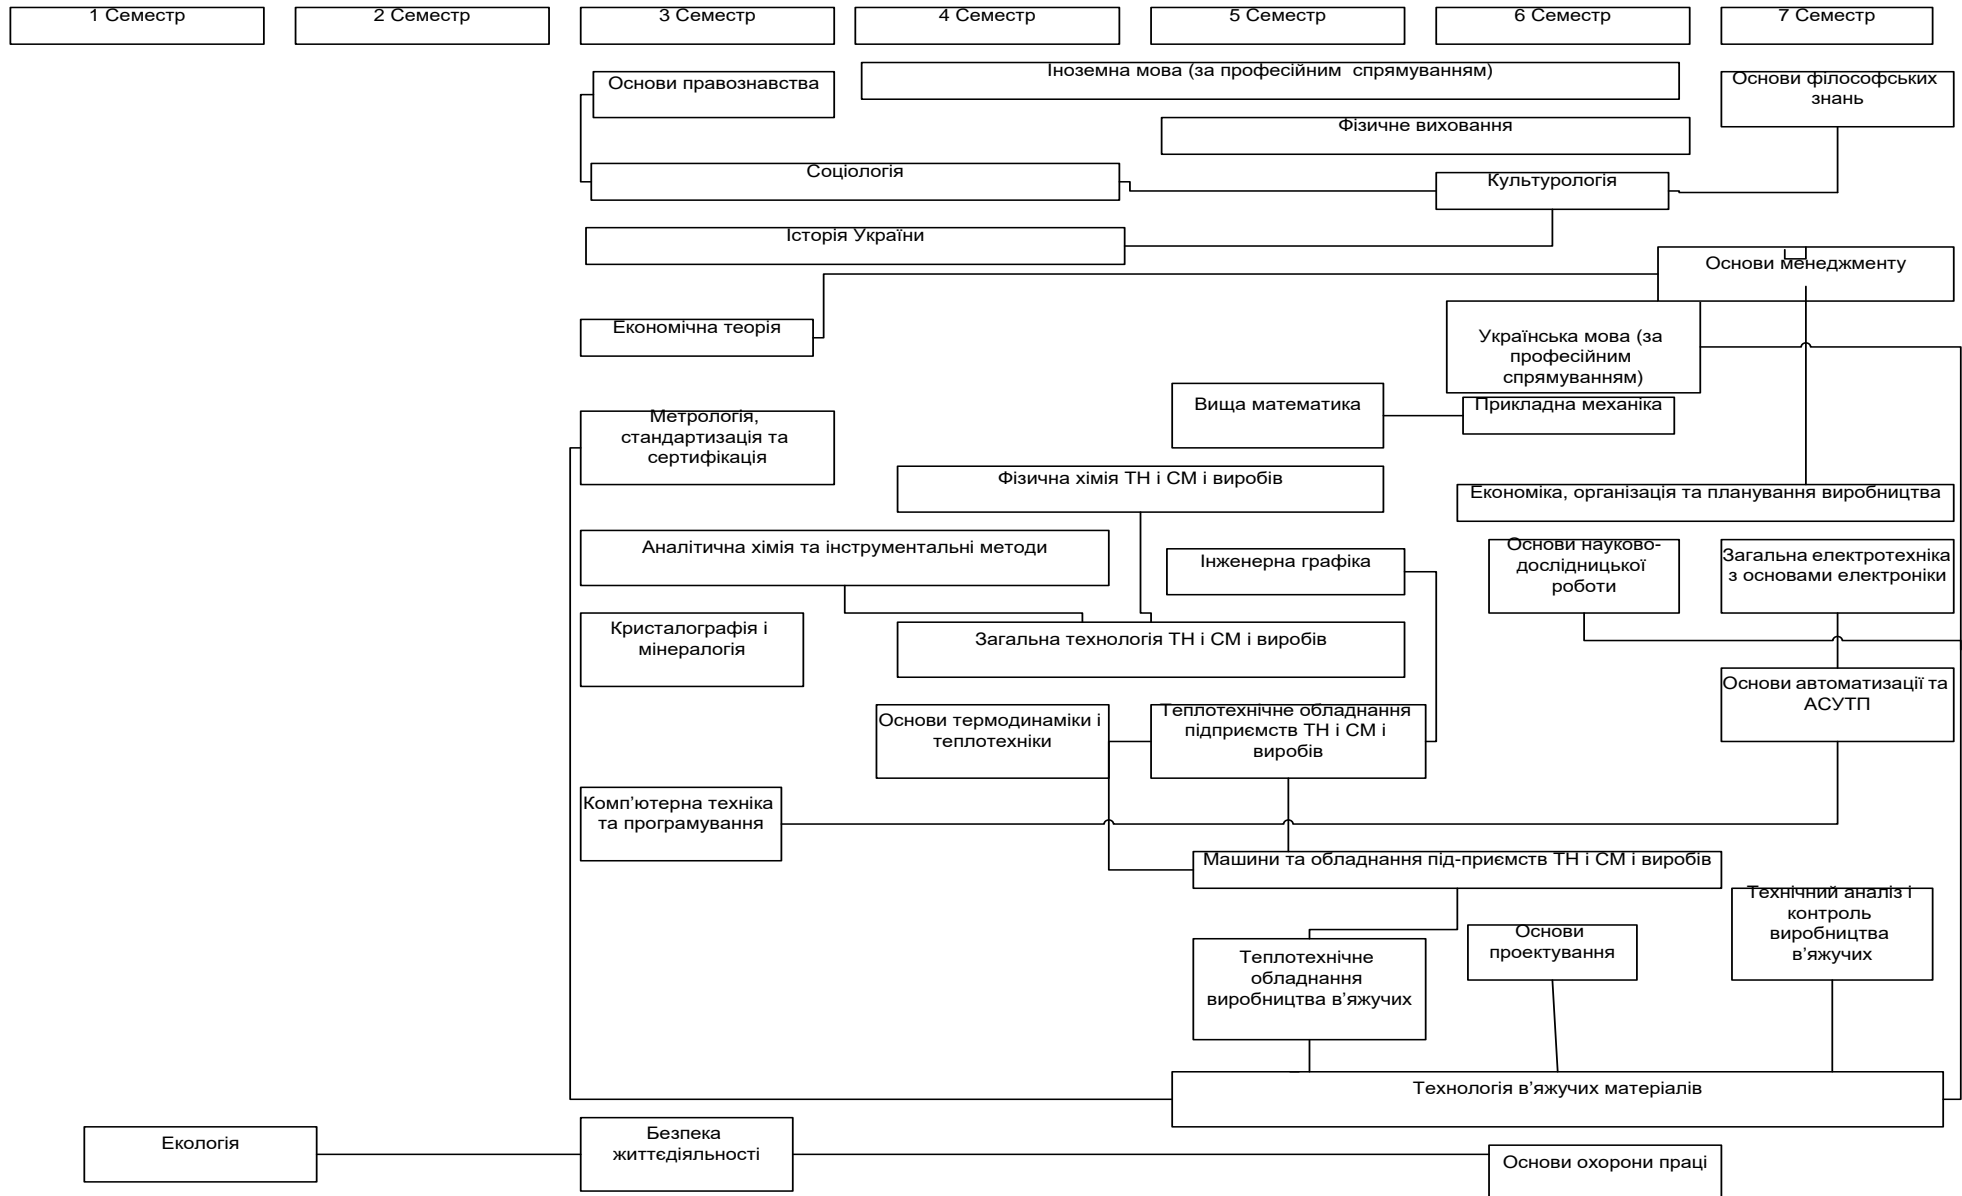 1 Семестр
2 Семестр
3 Семестр
4 Семестр
5 Семестр
6 Семестр
7 Семестр
Основи правознавства
Іноземна мова (за професійним спрямуванням)
Основи філософських
знань
Фізичне виховання
Соціологія
Культурологія
Історія України
Основи менеджменту
Економічна теорія
Українська мова (за
професійним
спрямуванням)
Вища математика
Прикладна механіка
Метрологія,
стандартизація та
сертифікація
Фізична хімія ТН і СМ і виробів
Економіка, організація та планування виробництва
Аналітична хімія та інструментальні методи
Інженерна графіка
Основи науково-
дослідницької
роботи
Загальна електротехніка
з основами електроніки
Кристалографія і
мінералогія
Загальна технологія ТН і СМ і виробів
Основи автоматизації та
АСУТП
Основи термодинаміки і
теплотехніки
Теплотехнічне обладнання
підприємств ТН і СМ і
виробів
Комп’ютерна техніка
та програмування
Машини та обладнання під-приємств ТН і СМ і виробів
Технічний аналіз і
контроль
виробництва
в’яжучих
Теплотехнічне
обладнання
виробництва в’яжучих
Основи
проектування
Технологія в’яжучих матеріалів
Екологія
Безпека
життєдіяльності
Основи охорони праці